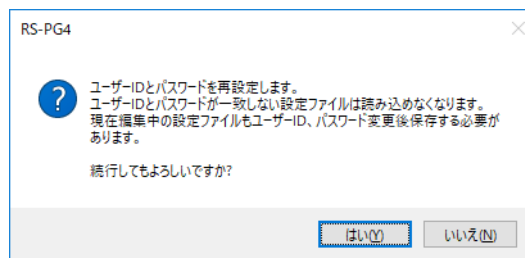 RS-PG4
ユーザーIDとパスワードを再設定します。
ユーザーIDとパスワードが一致しない設定ファイルは読み込めなくなります。
現在編集中の設定ファイルもユーザーID、パスワード変更後保存する必要が
あります。
続行してもよろしいですか?
はい(Y)
いいえ(N)